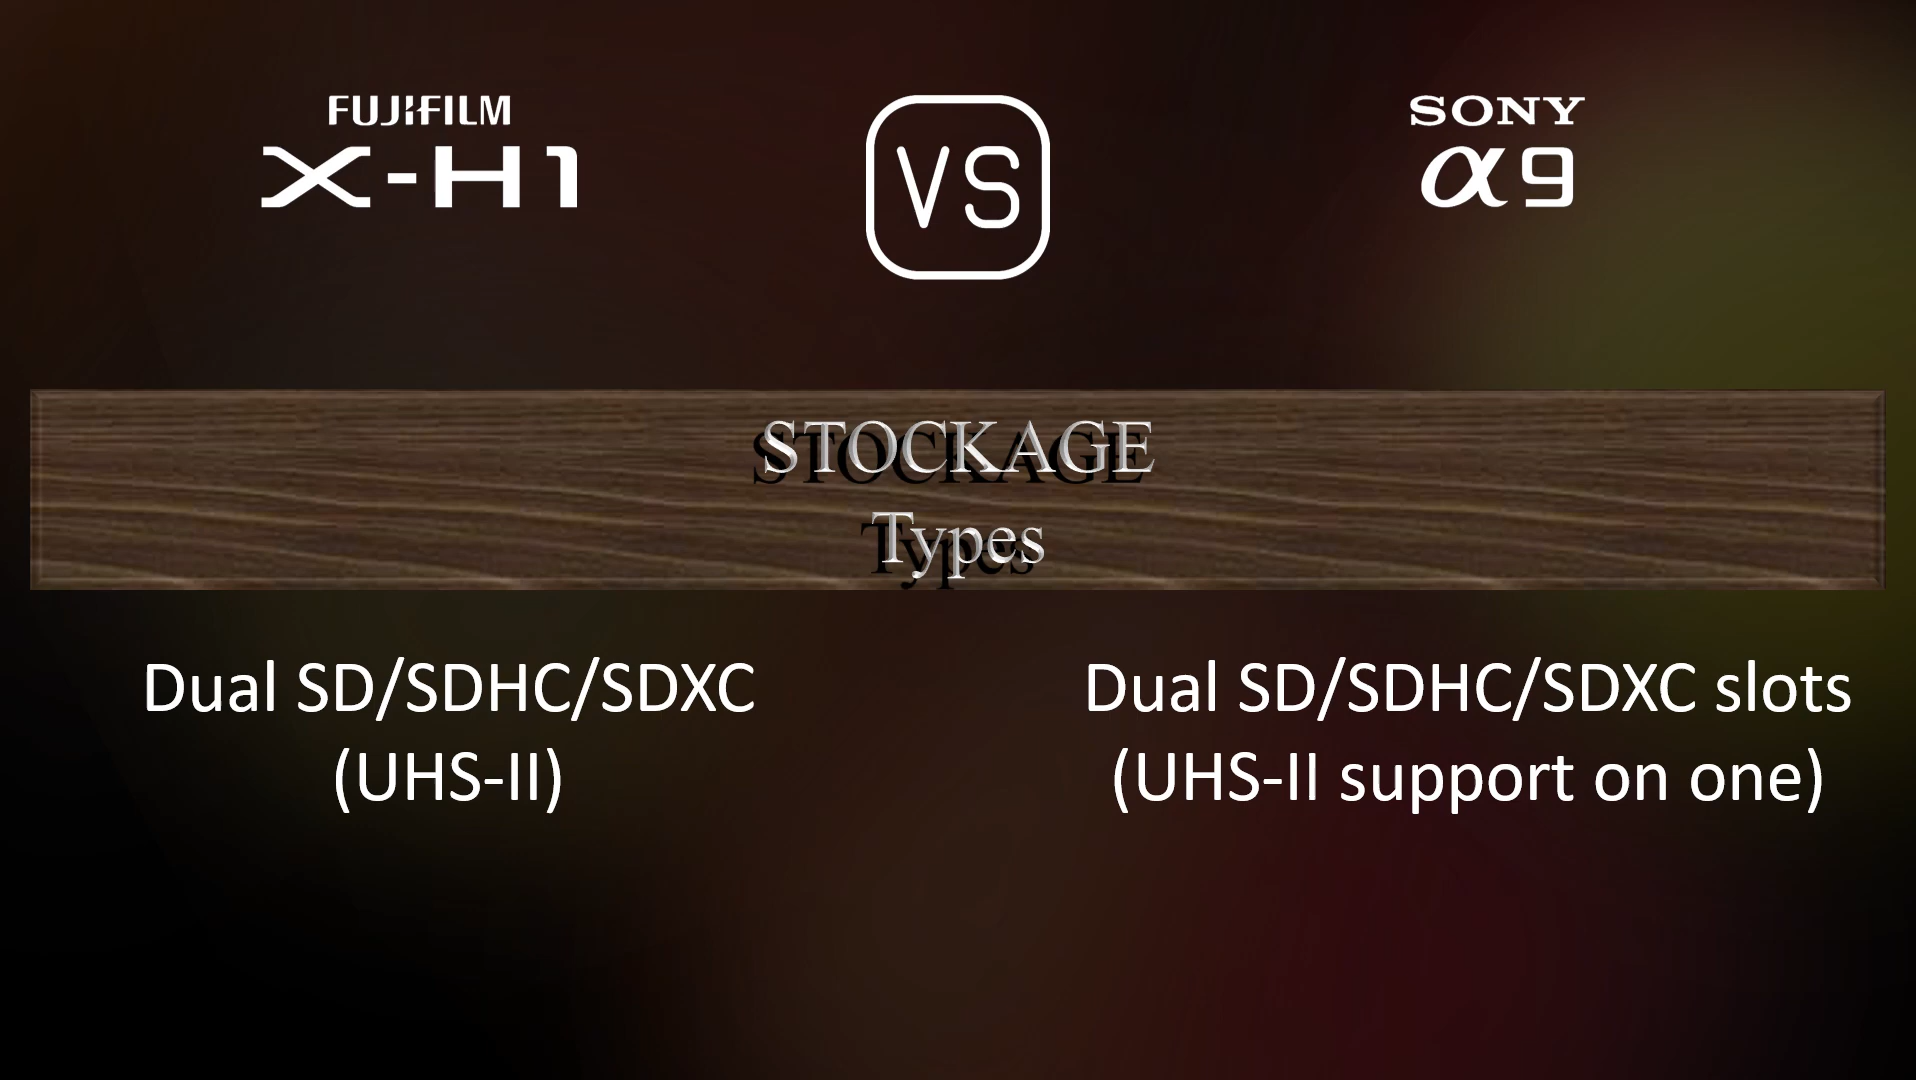 FUJIFILM
X-H1
VS
SONY
α9
STOCKAGE
Types
Dual SD/SDHC/SDXC
(UHS-II)
Dual SD/SDHC/SDXC slots
(UHS-II support on one)